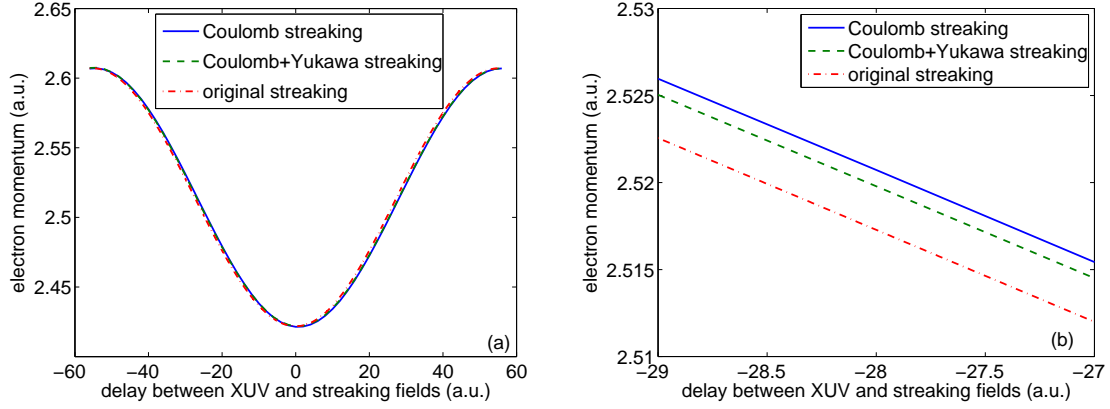 Coulomb streaking
Coulomb+Yukawa streaking
original streaking
2.6
2.55
2.5
2.45
electron momentum (a.u.)
−60 −40 −20 0 20 40 60
delay between XUV and streaking fields (a.u.)
(a)
Coulomb streaking
Coulomb+Yukawa streaking
original streaking
2.53
2.525
2.52
2.515
2.51
electron momentum (a.u.)
−29 −28.5 −28 −27.5 −27
delay between XUV and streaking fields (a.u.)
(b)